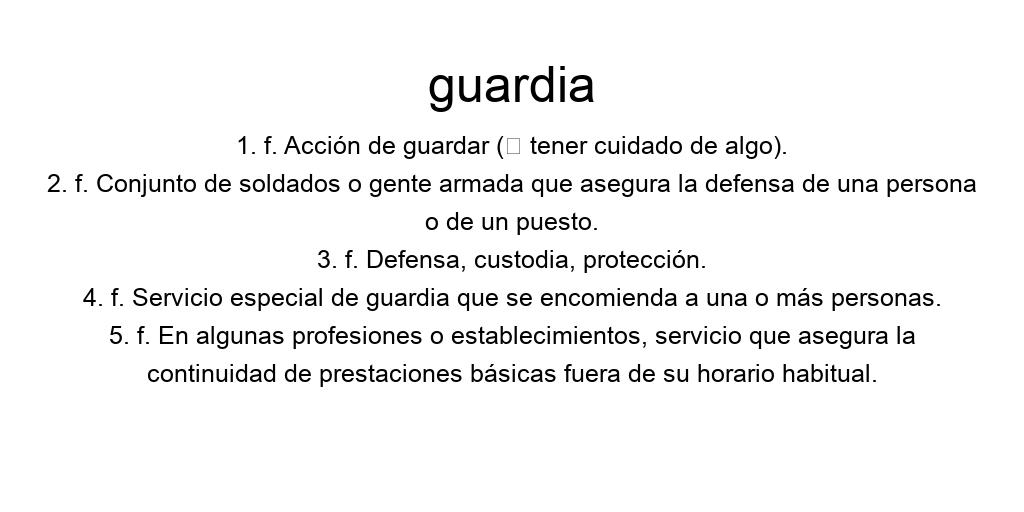 guardia
1. f. Acción de guardar (□ tener cuidado de algo).
2. f. Conjunto de soldados o gente armada que asegura la defensa de una persona
o de un puesto.
3. f. Defensa, custodia, protección.
4. f. Servicio especial de guardia que se encomienda a una o más personas.
5. f. En algunas profesiones o establecimientos, servicio que asegura la
continuidad de prestaciones básicas fuera de su horario habitual.